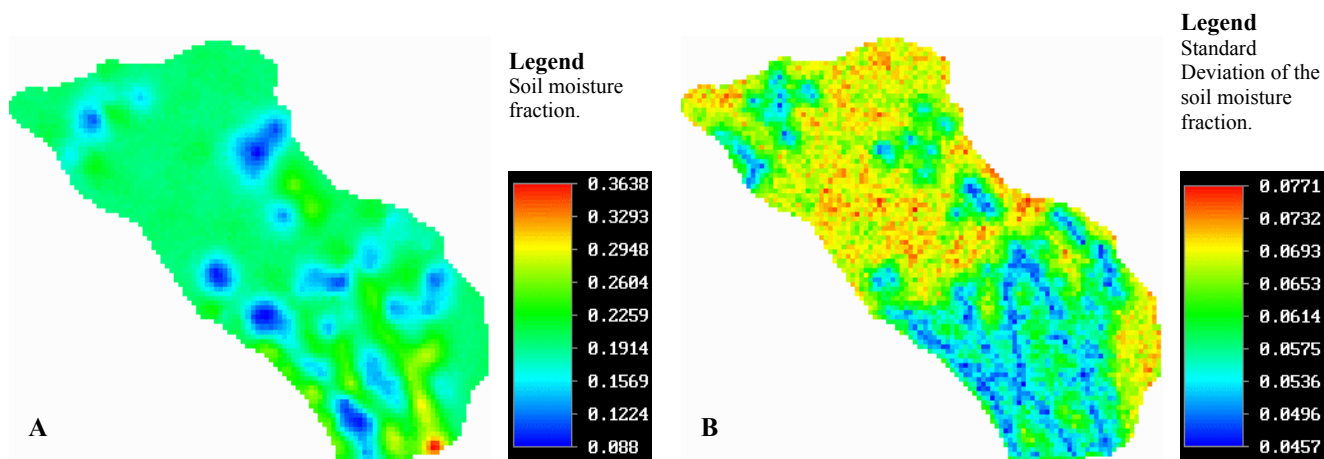 Legend
Soil moisture
fraction.
0.3638
0.3293
0.2948
0.2604
0.2259
0.1914
0.1569
0.1224
0.088
A
Legend
Standard
Deviation of the
soil moisture
fraction.
0.0771
0.0732
0.0693
0.0653
0.0614
0.0575
0.0536
0.0496
0.0457
B